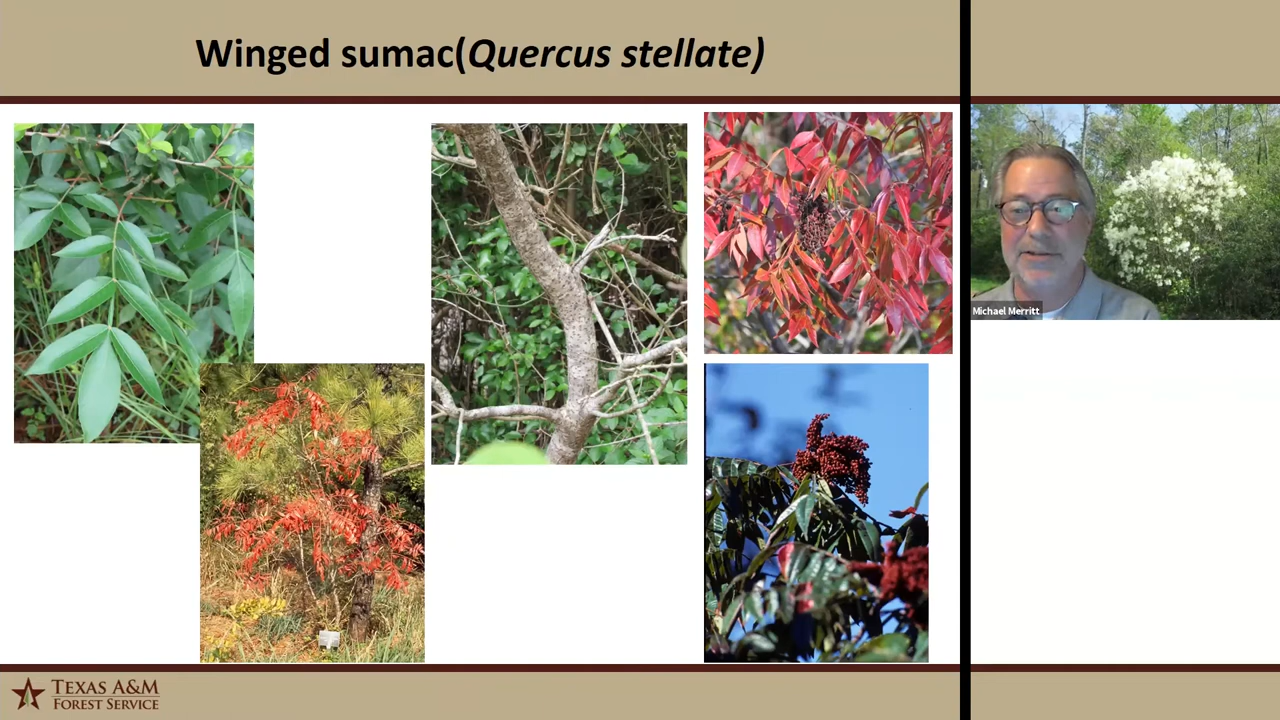 Winged sumac(Quercus stellate)
Michael Merritt
TEXAS A&M
FOREST SERVICE